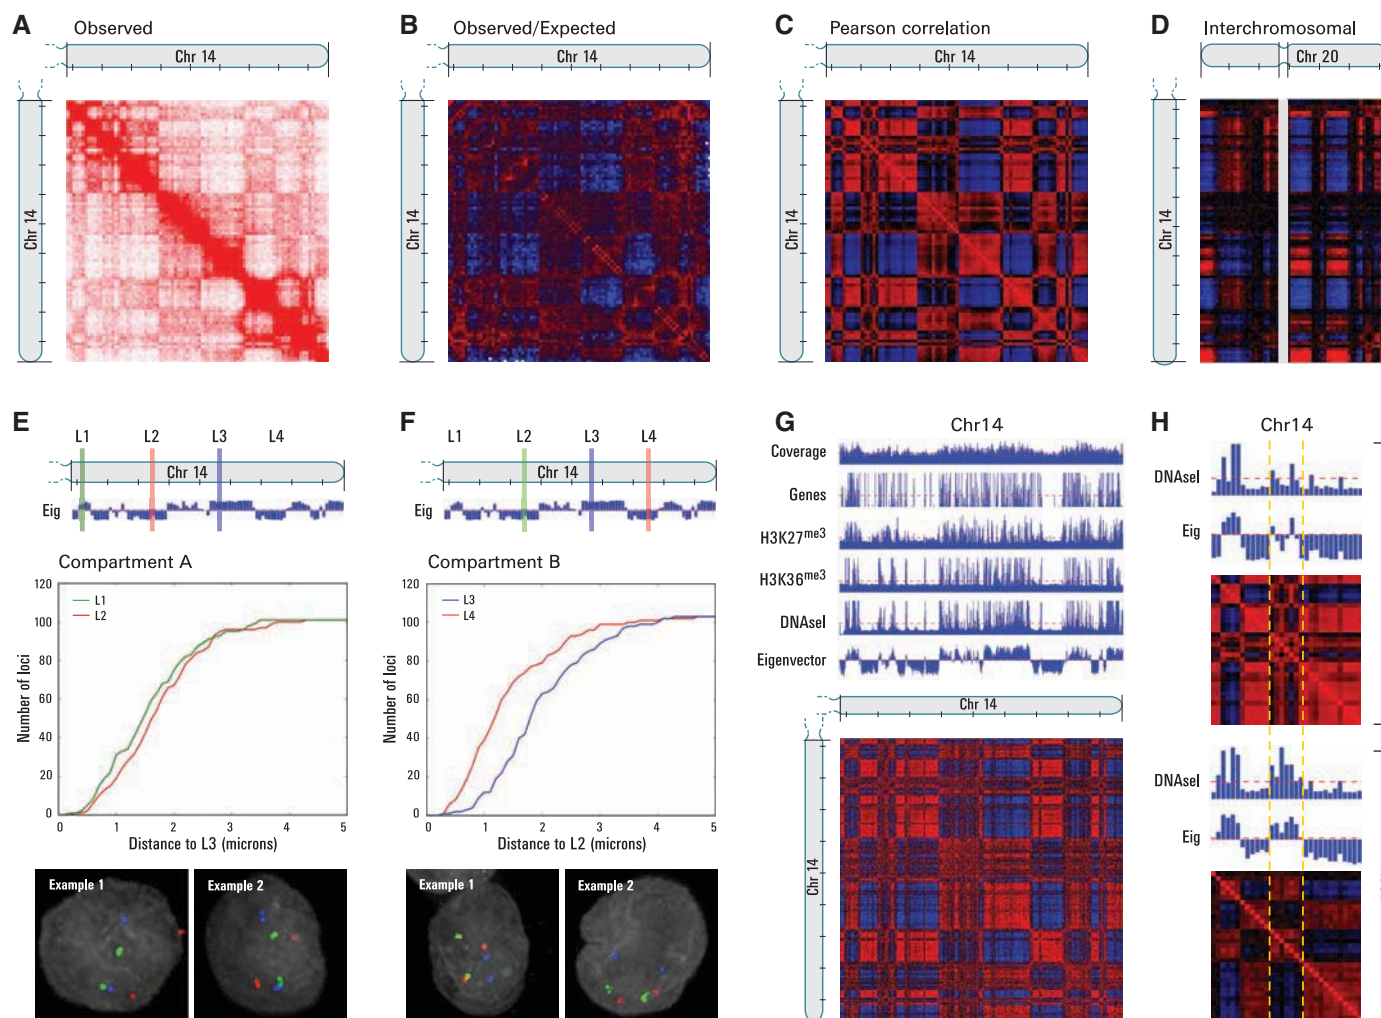 A Observed
Chr 14
Chr 14
B Observed/Expected
Chr 14
Chr 14
C Pearson correlation
Chr 14
Chr 14
D Interchromosomal
Chr 20
Chr 14
E L1 L2 L3 L4
Chr 14
Eig
Compartment A
120
100
80
60
40
20
0
Number of loci
L1
L2
0 1 2 3 4 5
Distance to L3 (microns)
Example 1
Example 2
F L1 L2 L3 L4
Chr 14
Eig
Compartment B
120
100
80
60
40
20
0
Number of loci
L3
L4
0 1 2 3 4 5
Distance to L2 (microns)
Example 1
Example 2
G Chr14
Coverage
Genes
H3K27me3
H3K36me3
DNAseI
Eigenvector
Chr 14
Chr 14
H Chr14
DNAseI
Eig
DNAseI
Eig